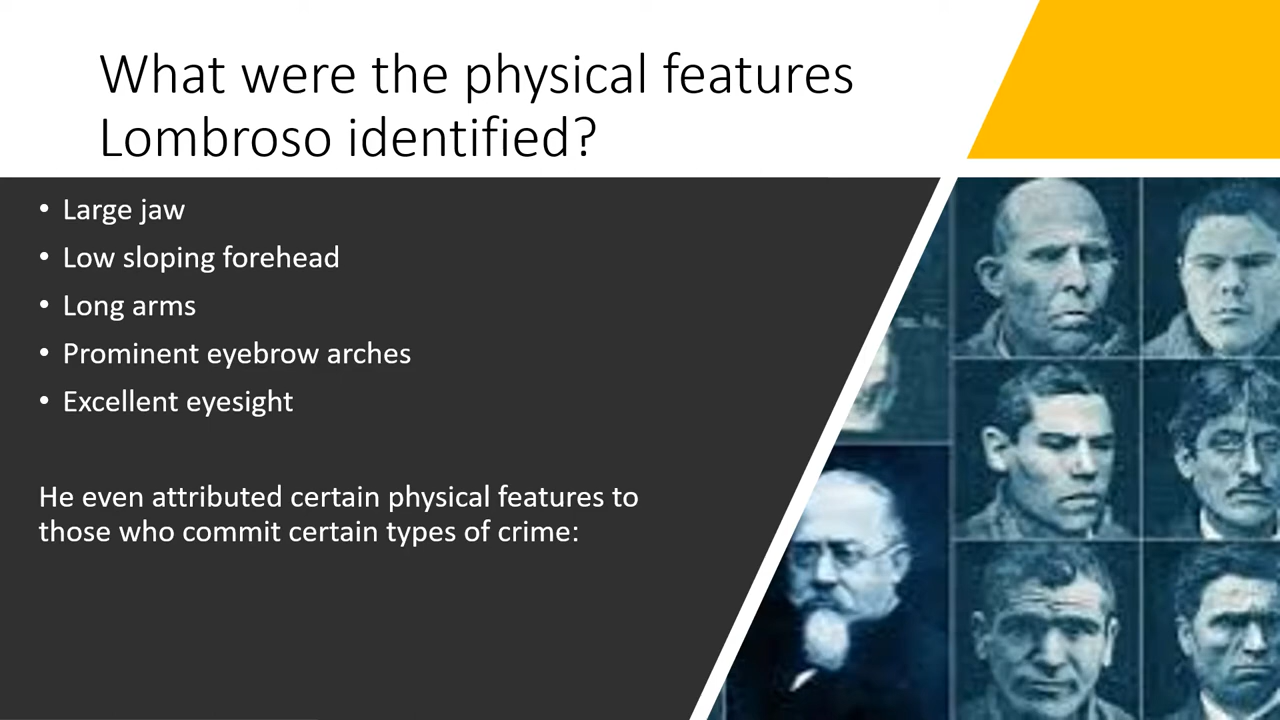 What were the physical features
Lombroso identified?
• Large jaw
• Low sloping forehead
• Long arms
• Prominent eyebrow arches
• Excellent eyesight
He even attributed certain physical features to
those who commit certain types of crime: